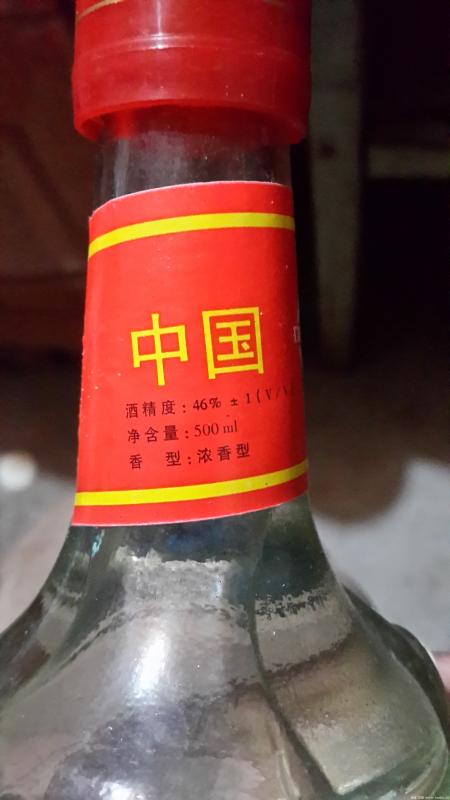 中国
酒精度:46% ± 1(V/V
净含量:500 ml
香 型:浓香型